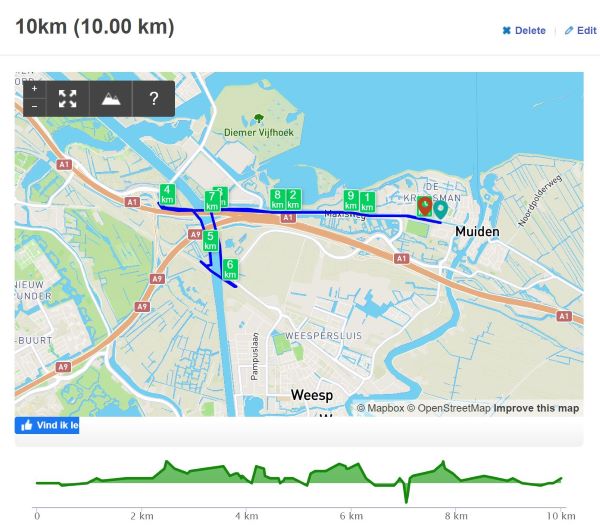 10km (10.00 km)
Delete
Edit
+
-
?
Diemer Vijfhoek
A1
A1
4
km
7
km
8
km
2
km
9
km
1
km
DE
Maxisweg
Muiden
Noordpolderweg
A9
A1
5
km
6
km
A1
A9
A1
NIEUW
-BUURT
A9
Pampuslaan
WEESPERSLUIS
Weesp
© Mapbox © OpenStreetMap Improve this map
Vind ik le
0
2 km
4 km
6 km
8 km
10 km